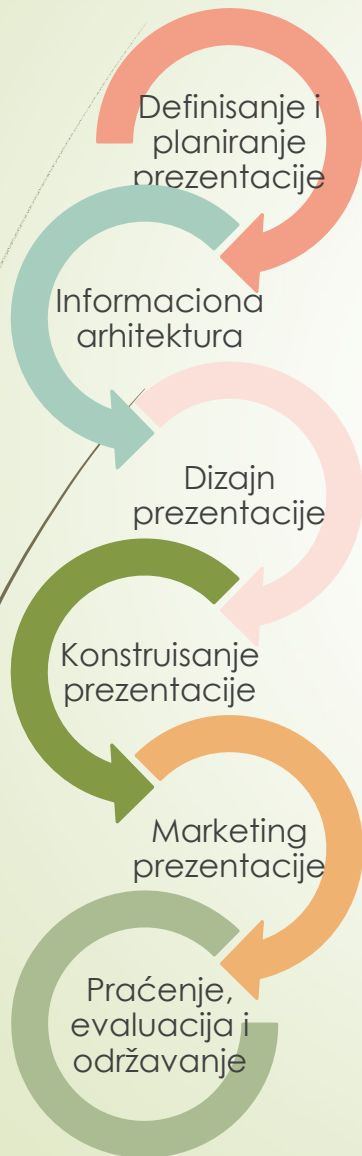 Definisanje i
planiranje
prezentacije
Informaciona
arhitektura
Dizajn
prezentacije
Konstruisanje
prezentacije
Marketing
prezentacije
Praćenje,
evaluacija i
održavanje